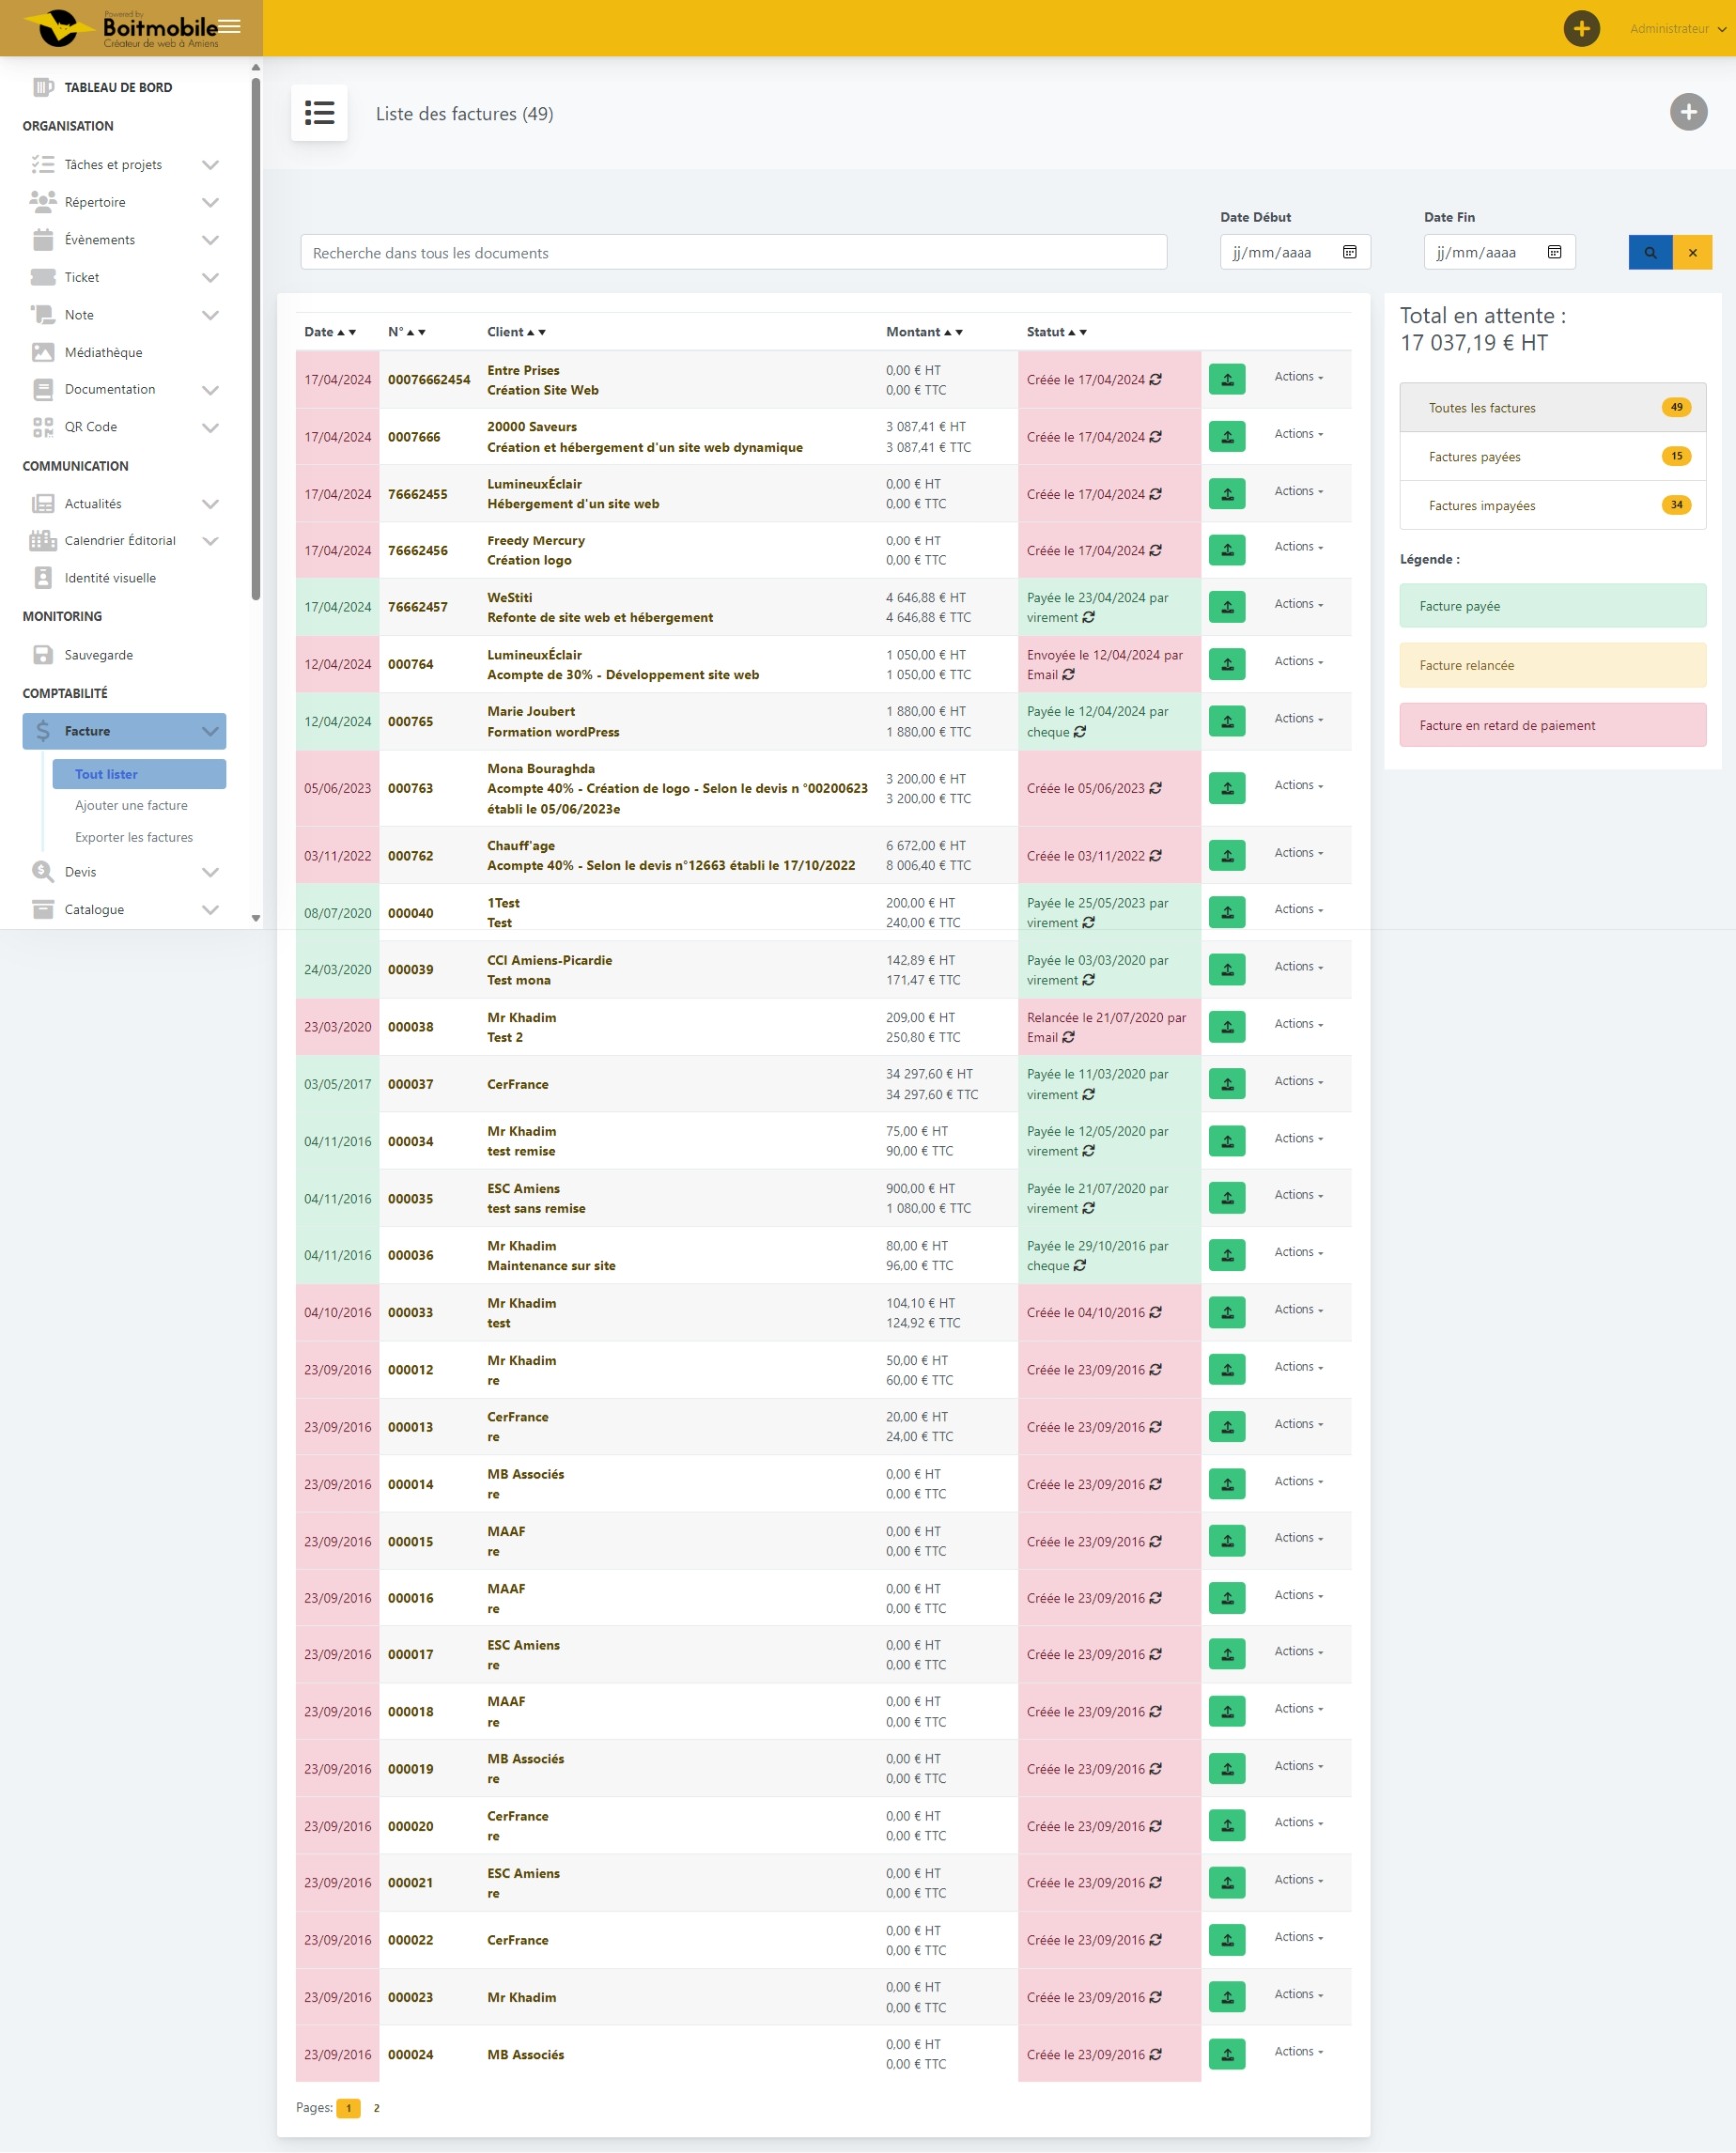 Powered by
Boitmobile
Créateur de web à Amiens
Administrateur
TABLEAU DE BORD
ORGANISATION
Tâches et projets
Répertoire
Évènements
Ticket
Note
Médiathèque
Documentation
QR Code
COMMUNICATION
Actualités
Calendrier Éditorial
Identité visuelle
MONITORING
Sauvegarde
COMPTABILITÉ
Facture
Tout lister
Ajouter une facture
Exporter les factures
Devis
Catalogue
Liste des factures (49)
Recherche dans tous les documents
Date Début
jj/mm/aaaa
Date Fin
jj/mm/aaaa
Date N° Client Montant Statut
17/04/2024 00076662454 Entre Prises 0,00 € HT Créée le 17/04/2024 Actions
Création Site Web 0,00 € TTC
17/04/2024 0007666 20000 Saveurs 3 087,41 € HT Créée le 17/04/2024 Actions
Création et hébergement d'un site web dynamique 3 087,41 € TTC
17/04/2024 76662455 LumineuxÉclair 0,00 € HT Créée le 17/04/2024 Actions
Hébergement d'un site web 0,00 € TTC
17/04/2024 76662456 Freedy Mercury 0,00 € HT Créée le 17/04/2024 Actions
Création logo 0,00 € TTC
17/04/2024 76662457 WeStiti 4 646,88 € HT Payée le 23/04/2024 par Actions
Refonte de site web et hébergement 4 646,88 € TTC virement
12/04/2024 000764 LumineuxÉclair 1 050,00 € HT Envoyée le 12/04/2024 par Actions
Acompte de 30% - Développement site web 1 050,00 € TTC Email
12/04/2024 000765 Marie Joubert 1 880,00 € HT Payée le 12/04/2024 par Actions
Formation wordPress 1 880,00 € TTC cheque
05/06/2023 000763 Mona Bouraghda 3 200,00 € HT Créée le 05/06/2023 Actions
Acompte 40% - Création de logo - Selon le devis n °00200623 3 200,00 € TTC
établi le 05/06/2023e
03/11/2022 000762 Chauff'age 6 672,00 € HT Créée le 03/11/2022 Actions
Acompte 40% - Selon le devis n°12663 établi le 17/10/2022 8 006,40 € TTC
08/07/2020 000040 1Test 200,00 € HT Payée le 25/05/2023 par Actions
Test 240,00 € TTC virement
24/03/2020 000039 CCI Amiens-Picardie 142,89 € HT Payée le 03/03/2020 par Actions
Test mona 171,47 € TTC virement
23/03/2020 000038 Mr Khadim 209,00 € HT Relancée le 21/07/2020 par Actions
Test 2 250,80 € TTC Email
03/05/2017 000037 CerFrance 34 297,60 € HT Payée le 11/03/2020 par Actions
34 297,60 € TTC virement
04/11/2016 000034 Mr Khadim 75,00 € HT Payée le 12/05/2020 par Actions
test remise 90,00 € TTC virement
04/11/2016 000035 ESC Amiens 900,00 € HT Payée le 21/07/2020 par Actions
test sans remise 1 080,00 € TTC virement
04/11/2016 000036 Mr Khadim 80,00 € HT Payée le 29/10/2016 par Actions
Maintenance sur site 96,00 € TTC cheque
04/10/2016 000033 Mr Khadim 104,10 € HT Créée le 04/10/2016 Actions
test 124,92 € TTC
23/09/2016 000012 Mr Khadim 50,00 € HT Créée le 23/09/2016 Actions
re 60,00 € TTC
23/09/2016 000013 CerFrance 20,00 € HT Créée le 23/09/2016 Actions
re 24,00 € TTC
23/09/2016 000014 MB Associés 0,00 € HT Créée le 23/09/2016 Actions
re 0,00 € TTC
23/09/2016 000015 MAAF 0,00 € HT Créée le 23/09/2016 Actions
re 0,00 € TTC
23/09/2016 000016 MAAF 0,00 € HT Créée le 23/09/2016 Actions
re 0,00 € TTC
23/09/2016 000017 ESC Amiens 0,00 € HT Créée le 23/09/2016 Actions
re 0,00 € TTC
23/09/2016 000018 MAAF 0,00 € HT Créée le 23/09/2016 Actions
re 0,00 € TTC
23/09/2016 000019 MB Associés 0,00 € HT Créée le 23/09/2016 Actions
re 0,00 € TTC
23/09/2016 000020 CerFrance 0,00 € HT Créée le 23/09/2016 Actions
re 0,00 € TTC
23/09/2016 000021 ESC Amiens 0,00 € HT Créée le 23/09/2016 Actions
re 0,00 € TTC
23/09/2016 000022 CerFrance 0,00 € HT Créée le 23/09/2016 Actions
0,00 € TTC
23/09/2016 000023 Mr Khadim 0,00 € HT Créée le 23/09/2016 Actions
0,00 € TTC
23/09/2016 000024 MB Associés 0,00 € HT Créée le 23/09/2016 Actions
0,00 € TTC
Pages: 1 2
Total en attente :
17 037,19 € HT
Toutes les factures 49
Factures payées 15
Factures impayées 34
Légende :
Facture payée
Facture relancée
Facture en retard de paiement